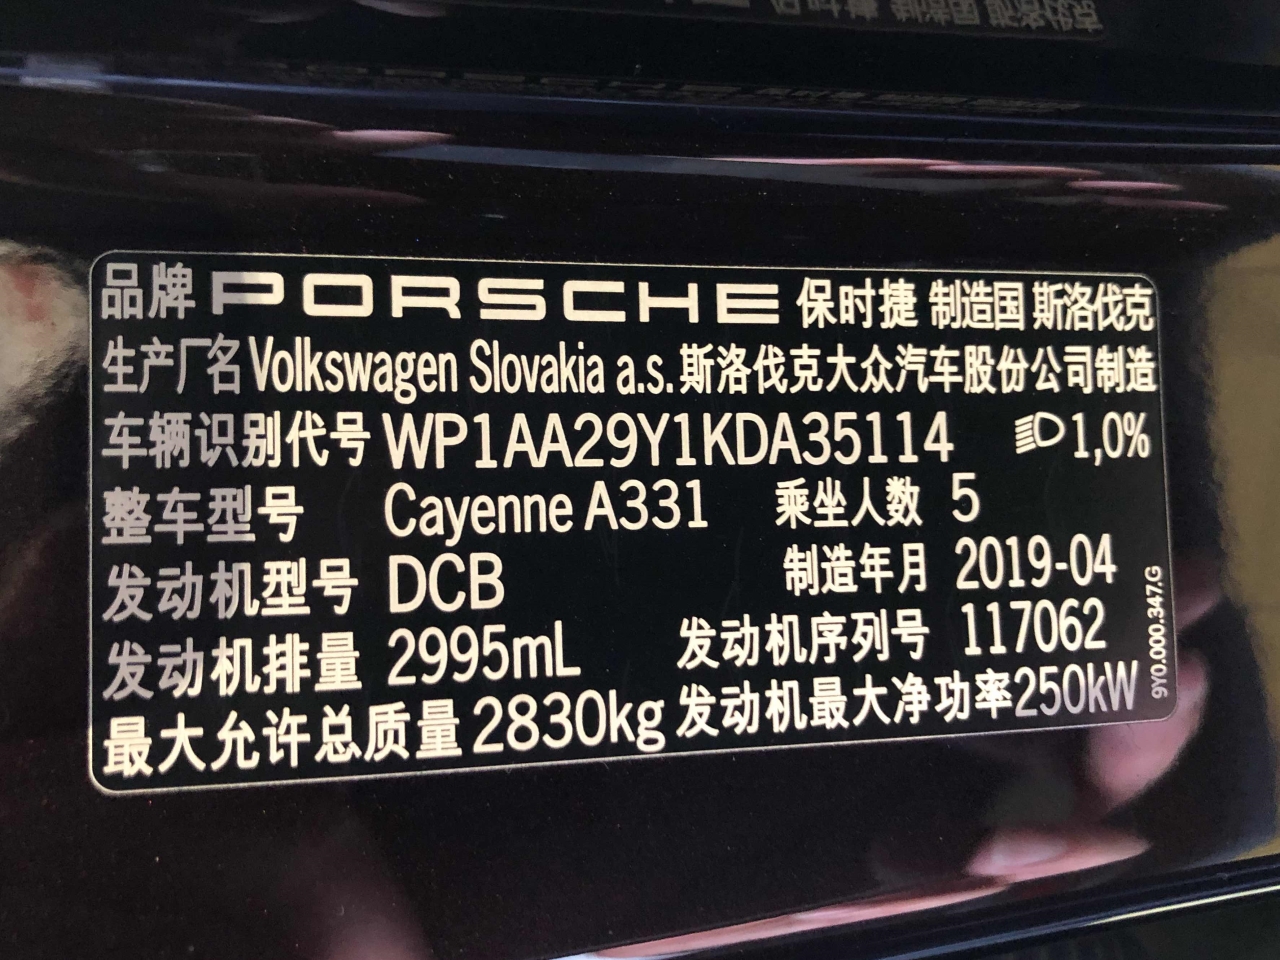 品牌 PORSCHE 保时捷 制造国 斯洛伐克
生产厂名 Volkswagen Slovakia a.s. 斯洛伐克大众汽车股份公司制造
车辆识别代号 WP1AA29Y1KDA35114 1,0%
整车型号 Cayenne A331 乘坐人数 5
发动机型号 DCB 制造年月 2019-04
发动机排量 2995mL 发动机序列号 117062
最大允许总质量 2830kg 发动机最大净功率 250kW
9Y0.000.347.G